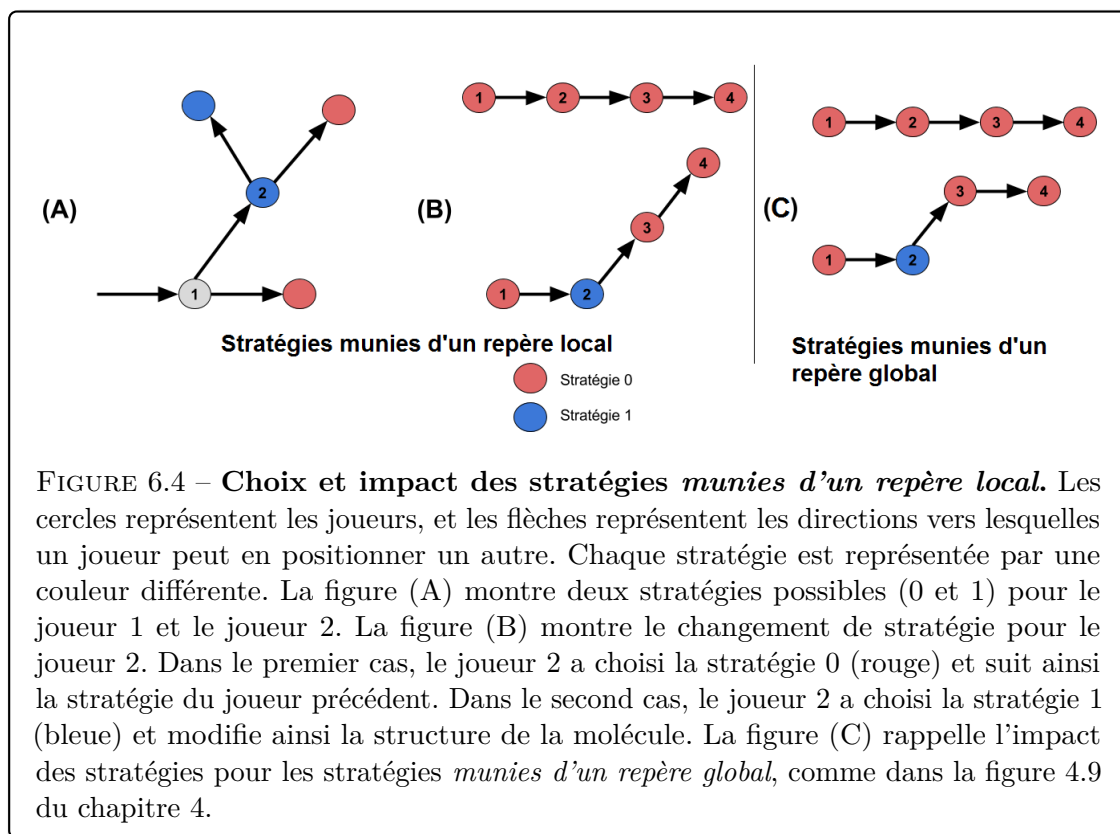 1
2
3
4
1
2
3
4
2
4
3
3
4
(A)
(B)
(C)
1
2
1
1
2
Stratégies munies d'un repère local
Stratégies munies d'un
repère global
Stratégie 0
Stratégie 1
FIGURE 6.4 – Choix et impact des stratégies munies d'un repère local. Les
cercles représentent les joueurs, et les flèches représentent les directions vers lesquelles
un joueur peut en positionner un autre. Chaque stratégie est représentée par une
couleur différente. La figure (A) montre deux stratégies possibles (0 et 1) pour le
joueur 1 et le joueur 2. La figure (B) montre le changement de stratégie pour le
joueur 2. Dans le premier cas, le joueur 2 a choisi la stratégie 0 (rouge) et suit ainsi
la stratégie du joueur précédent. Dans le second cas, le joueur 2 a choisi la stratégie 1
(bleue) et modifie ainsi la structure de la molécule. La figure (C) rappelle l'impact
des stratégies pour les stratégies munies d'un repère global, comme dans la figure 4.9
du chapitre 4.